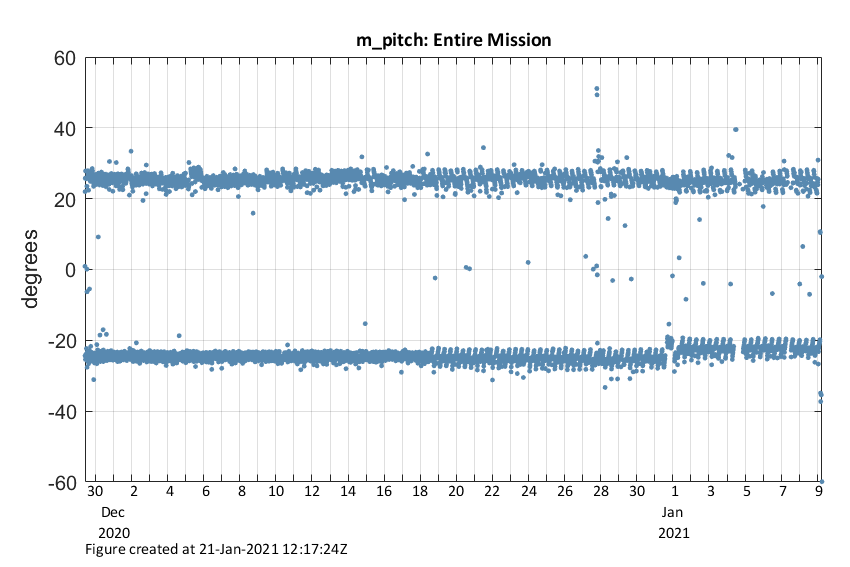 m_pitch: Entire Mission
60
40
20
0
-20
-40
-60
degrees
30 2 4 6 8 10 12 14 16 18 20 22 24 26 28 30 1 3 5 7 9
Dec Jan
2020 2021
Figure created at 21-Jan-2021 12:17:24Z